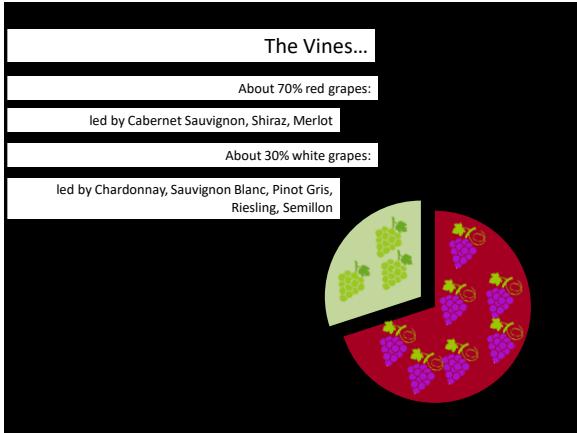 The Vines…
About 70% red grapes:
led by Cabernet Sauvignon, Shiraz, Merlot
About 30% white grapes:
led by Chardonnay, Sauvignon Blanc, Pinot Gris,
Riesling, Semillon